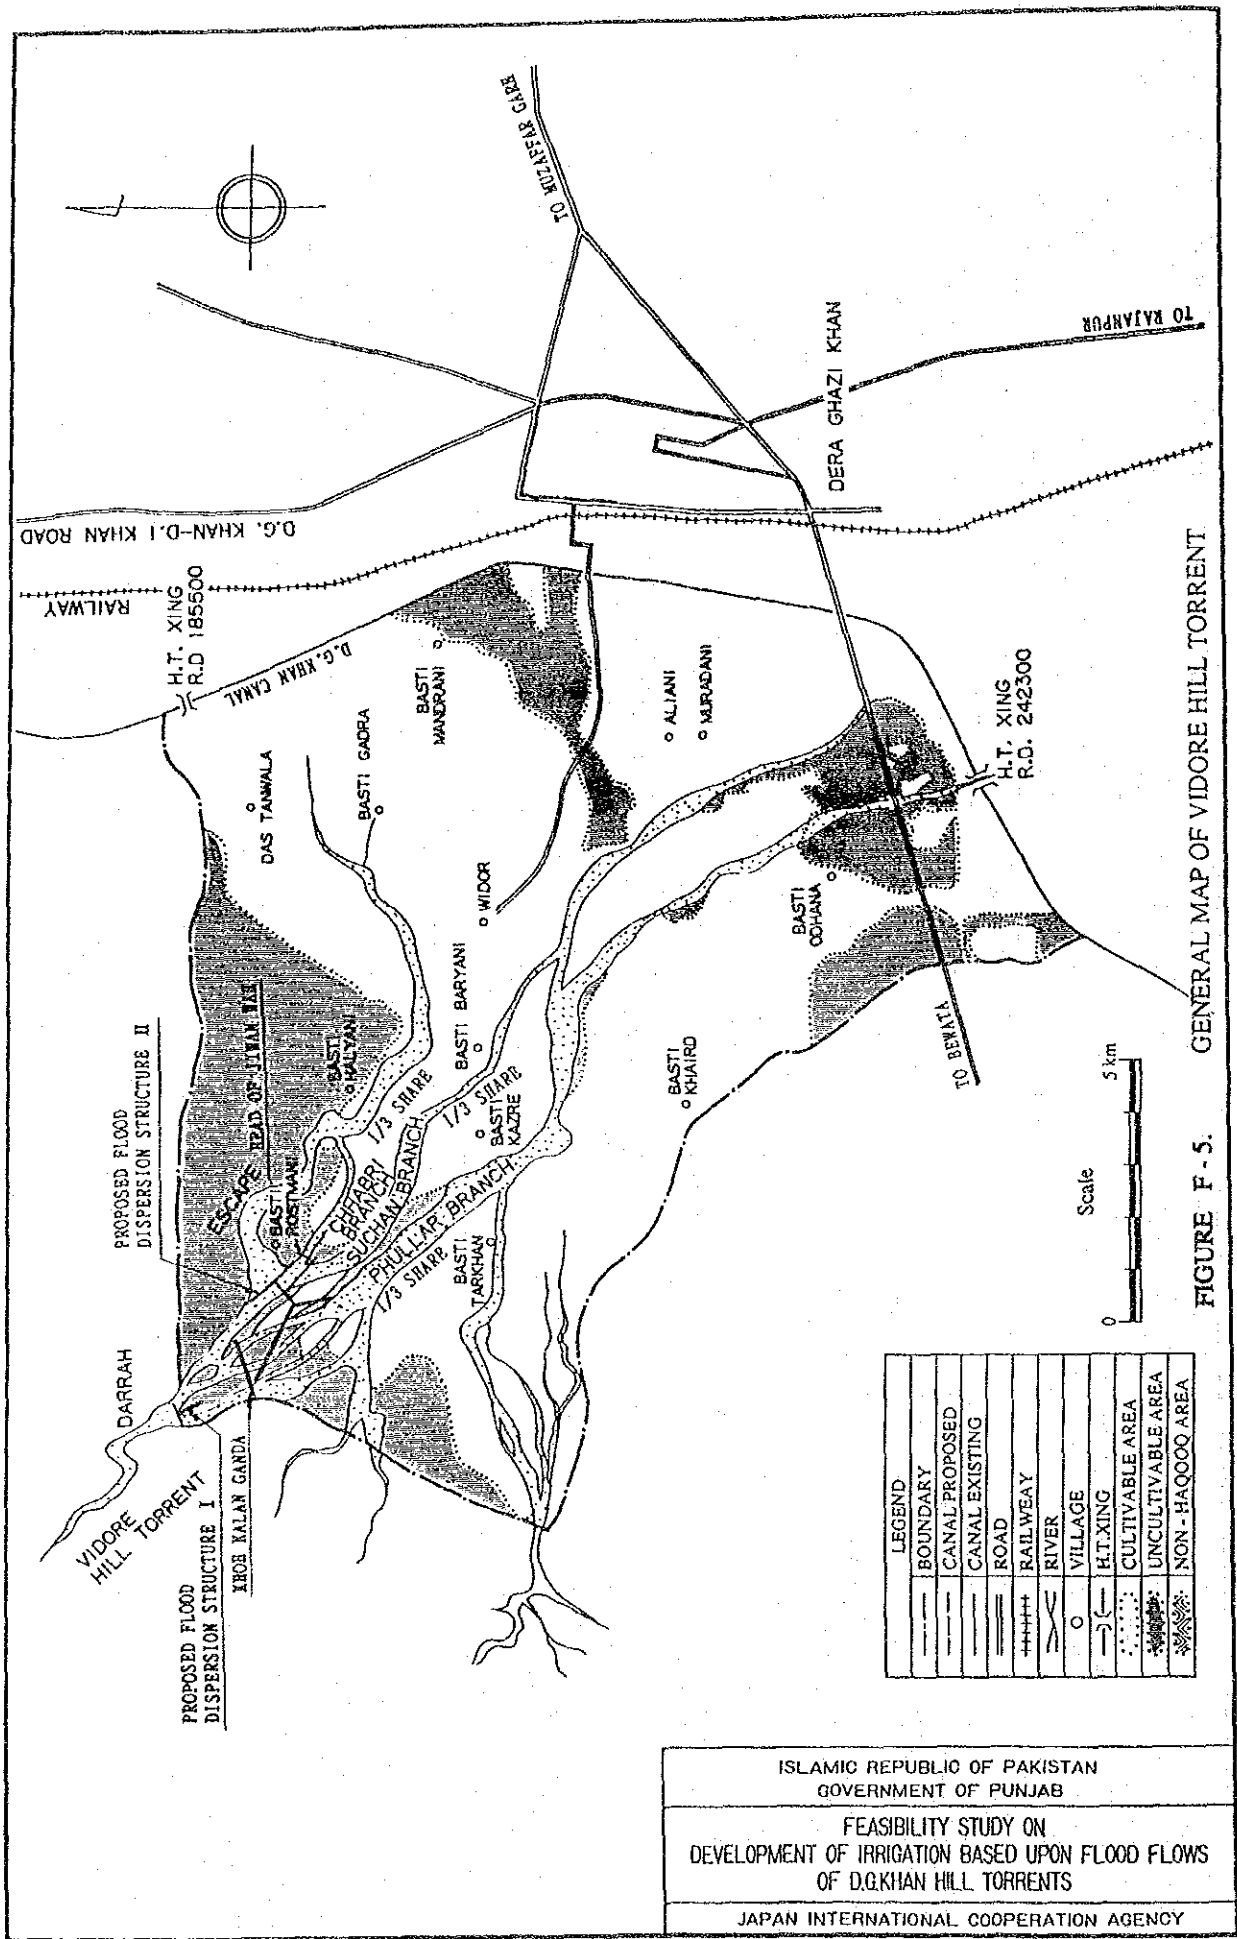 PROPOSED FLOOD
DISPERSION STRUCTURE I
KHOH KALAN GANDA
VIDORE
HILL TORRENT
DARRAH
PROPOSED FLOOD
DISPERSION STRUCTURE II
ESCAPE
HEAD OF JIWAN WAH
BASTI
ROSTMANI
BASTI
HALYANI
CHHABRI
BRANCH
1/3 SHARE
SUCHAN BRANCH
1/3 SHARE
PHULLAR BRANCH
1/3 SHARE
BASTI
TARKHAN
BASTI
KAZRE
BASTI BARYANI
WIDOR
DAS TANWALA
BASTI GADRA
BASTI
MANDRANI
H.T. XING
R.D 185500
D.G. KHAN CANAL
RAILWAY
D.G. KHAN-D.I KHAN ROAD
ALIANI
MURADANI
BASTI
KHAIRD
BASTI
ODHANA
H.T. XING
R.D. 242300
TO BEWATA
DERA GHAZI KHAN
TO MUZAFFAR GARH
TO RAJANPUR
LEGEND
BOUNDARY
CANAL PROPOSED
CANAL EXISTING
ROAD
RAILWEAY
RIVER
VILLAGE
H.T.XING
CULTIVABLE AREA
UNCULTIVABLE AREA
NON-HAQOOQ AREA
Scale
0 5 km
FIGURE F-5. GENERAL MAP OF VIDORE HILL TORRENT
ISLAMIC REPUBLIC OF PAKISTAN
GOVERNMENT OF PUNJAB
FEASIBILITY STUDY ON
DEVELOPMENT OF IRRIGATION BASED UPON FLOOD FLOWS
OF D.G.KHAN HILL TORRENTS
JAPAN INTERNATIONAL COOPERATION AGENCY